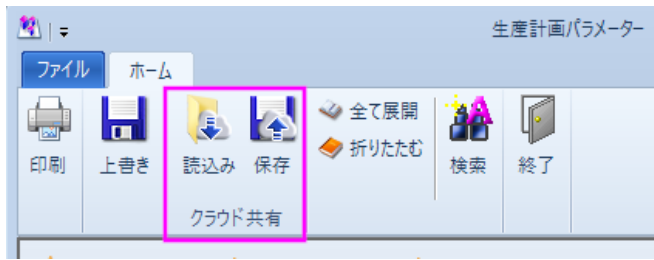 生産計画パラメーター
ファイル ホーム
全て展開
折りたたむ
印刷 上書き 読込み 保存 検索 終了
クラウド共有